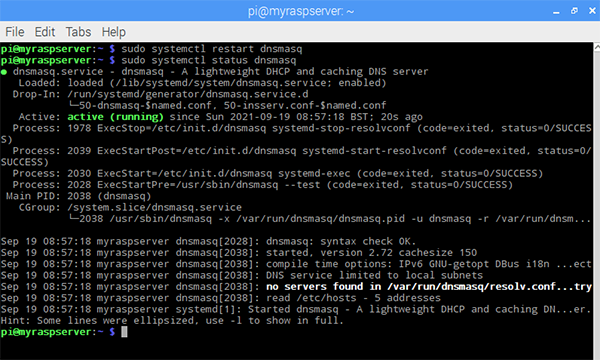 pi@myraspserver: ~
File Edit Tabs Help
pi@myraspserver:~ $ sudo systemctl restart dnsmasq
pi@myraspserver:~ $ sudo systemctl status dnsmasq
● dnsmasq.service - dnsmasq - A lightweight DHCP and caching DNS server
Loaded: loaded (/lib/systemd/system/dnsmasq.service; enabled)
Drop-In: /run/systemd/generator/dnsmasq.service.d
└─50-dnsmasq-$named.conf, 50-insserv.conf-$named.conf
Active: active (running) since Sun 2021-09-19 08:57:18 BST; 20s ago
Process: 1978 ExecStop=/etc/init.d/dnsmasq systemd-stop-resolvconf (code=exited, status=0/SUCCES
S)
Process: 2039 ExecStartPost=/etc/init.d/dnsmasq systemd-start-resolvconf (code=exited, status=0/
SUCCESS)
Process: 2030 ExecStart=/etc/init.d/dnsmasq systemd-exec (code=exited, status=0/SUCCESS)
Process: 2028 ExecStartPre=/usr/sbin/dnsmasq --test (code=exited, status=0/SUCCESS)
Main PID: 2038 (dnsmasq)
CGroup: /system.slice/dnsmasq.service
└─2038 /usr/sbin/dnsmasq -x /var/run/dnsmasq/dnsmasq.pid -u dnsmasq -r /var/run/dnsm...
Sep 19 08:57:18 myraspserver dnsmasq[2028]: dnsmasq: syntax check OK.
Sep 19 08:57:18 myraspserver dnsmasq[2038]: started, version 2.72 cachesize 150
Sep 19 08:57:18 myraspserver dnsmasq[2038]: compile time options: IPv6 GNU-getopt DBus i18n ...ect
Sep 19 08:57:18 myraspserver dnsmasq[2038]: DNS service limited to local subnets
Sep 19 08:57:18 myraspserver dnsmasq[2038]: no servers found in /var/run/dnsmasq/resolv.conf...try
Sep 19 08:57:18 myraspserver dnsmasq[2038]: read /etc/hosts - 5 addresses
Sep 19 08:57:18 myraspserver systemd[1]: Started dnsmasq - A lightweight DHCP and caching DN...er.
Hint: Some lines were ellipsized, use -l to show in full.
pi@myraspserver:~ $